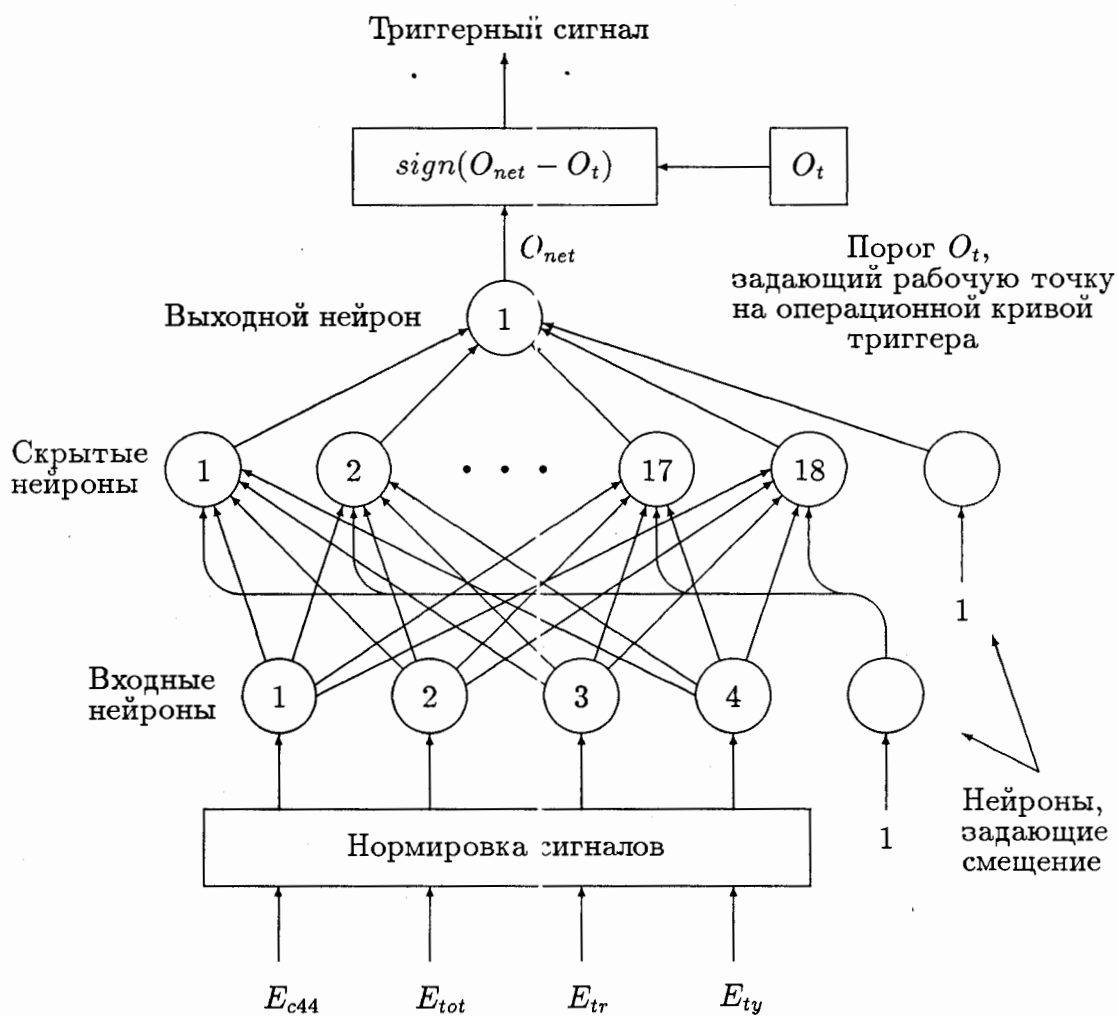 Триггерный сигнал
sign(O_net − O_t)
O_t
O_net
Порог O_t,
задающий рабочую точку
на операционной кривой
триггера
Выходной нейрон
1
Скрытые
нейроны
1 2 · · · 17 18
1
Входные
нейроны
1 2 3 4
Нейроны,
задающие
смещение
1
Нормировка сигналов
E_c44 E_tot E_tr E_ty